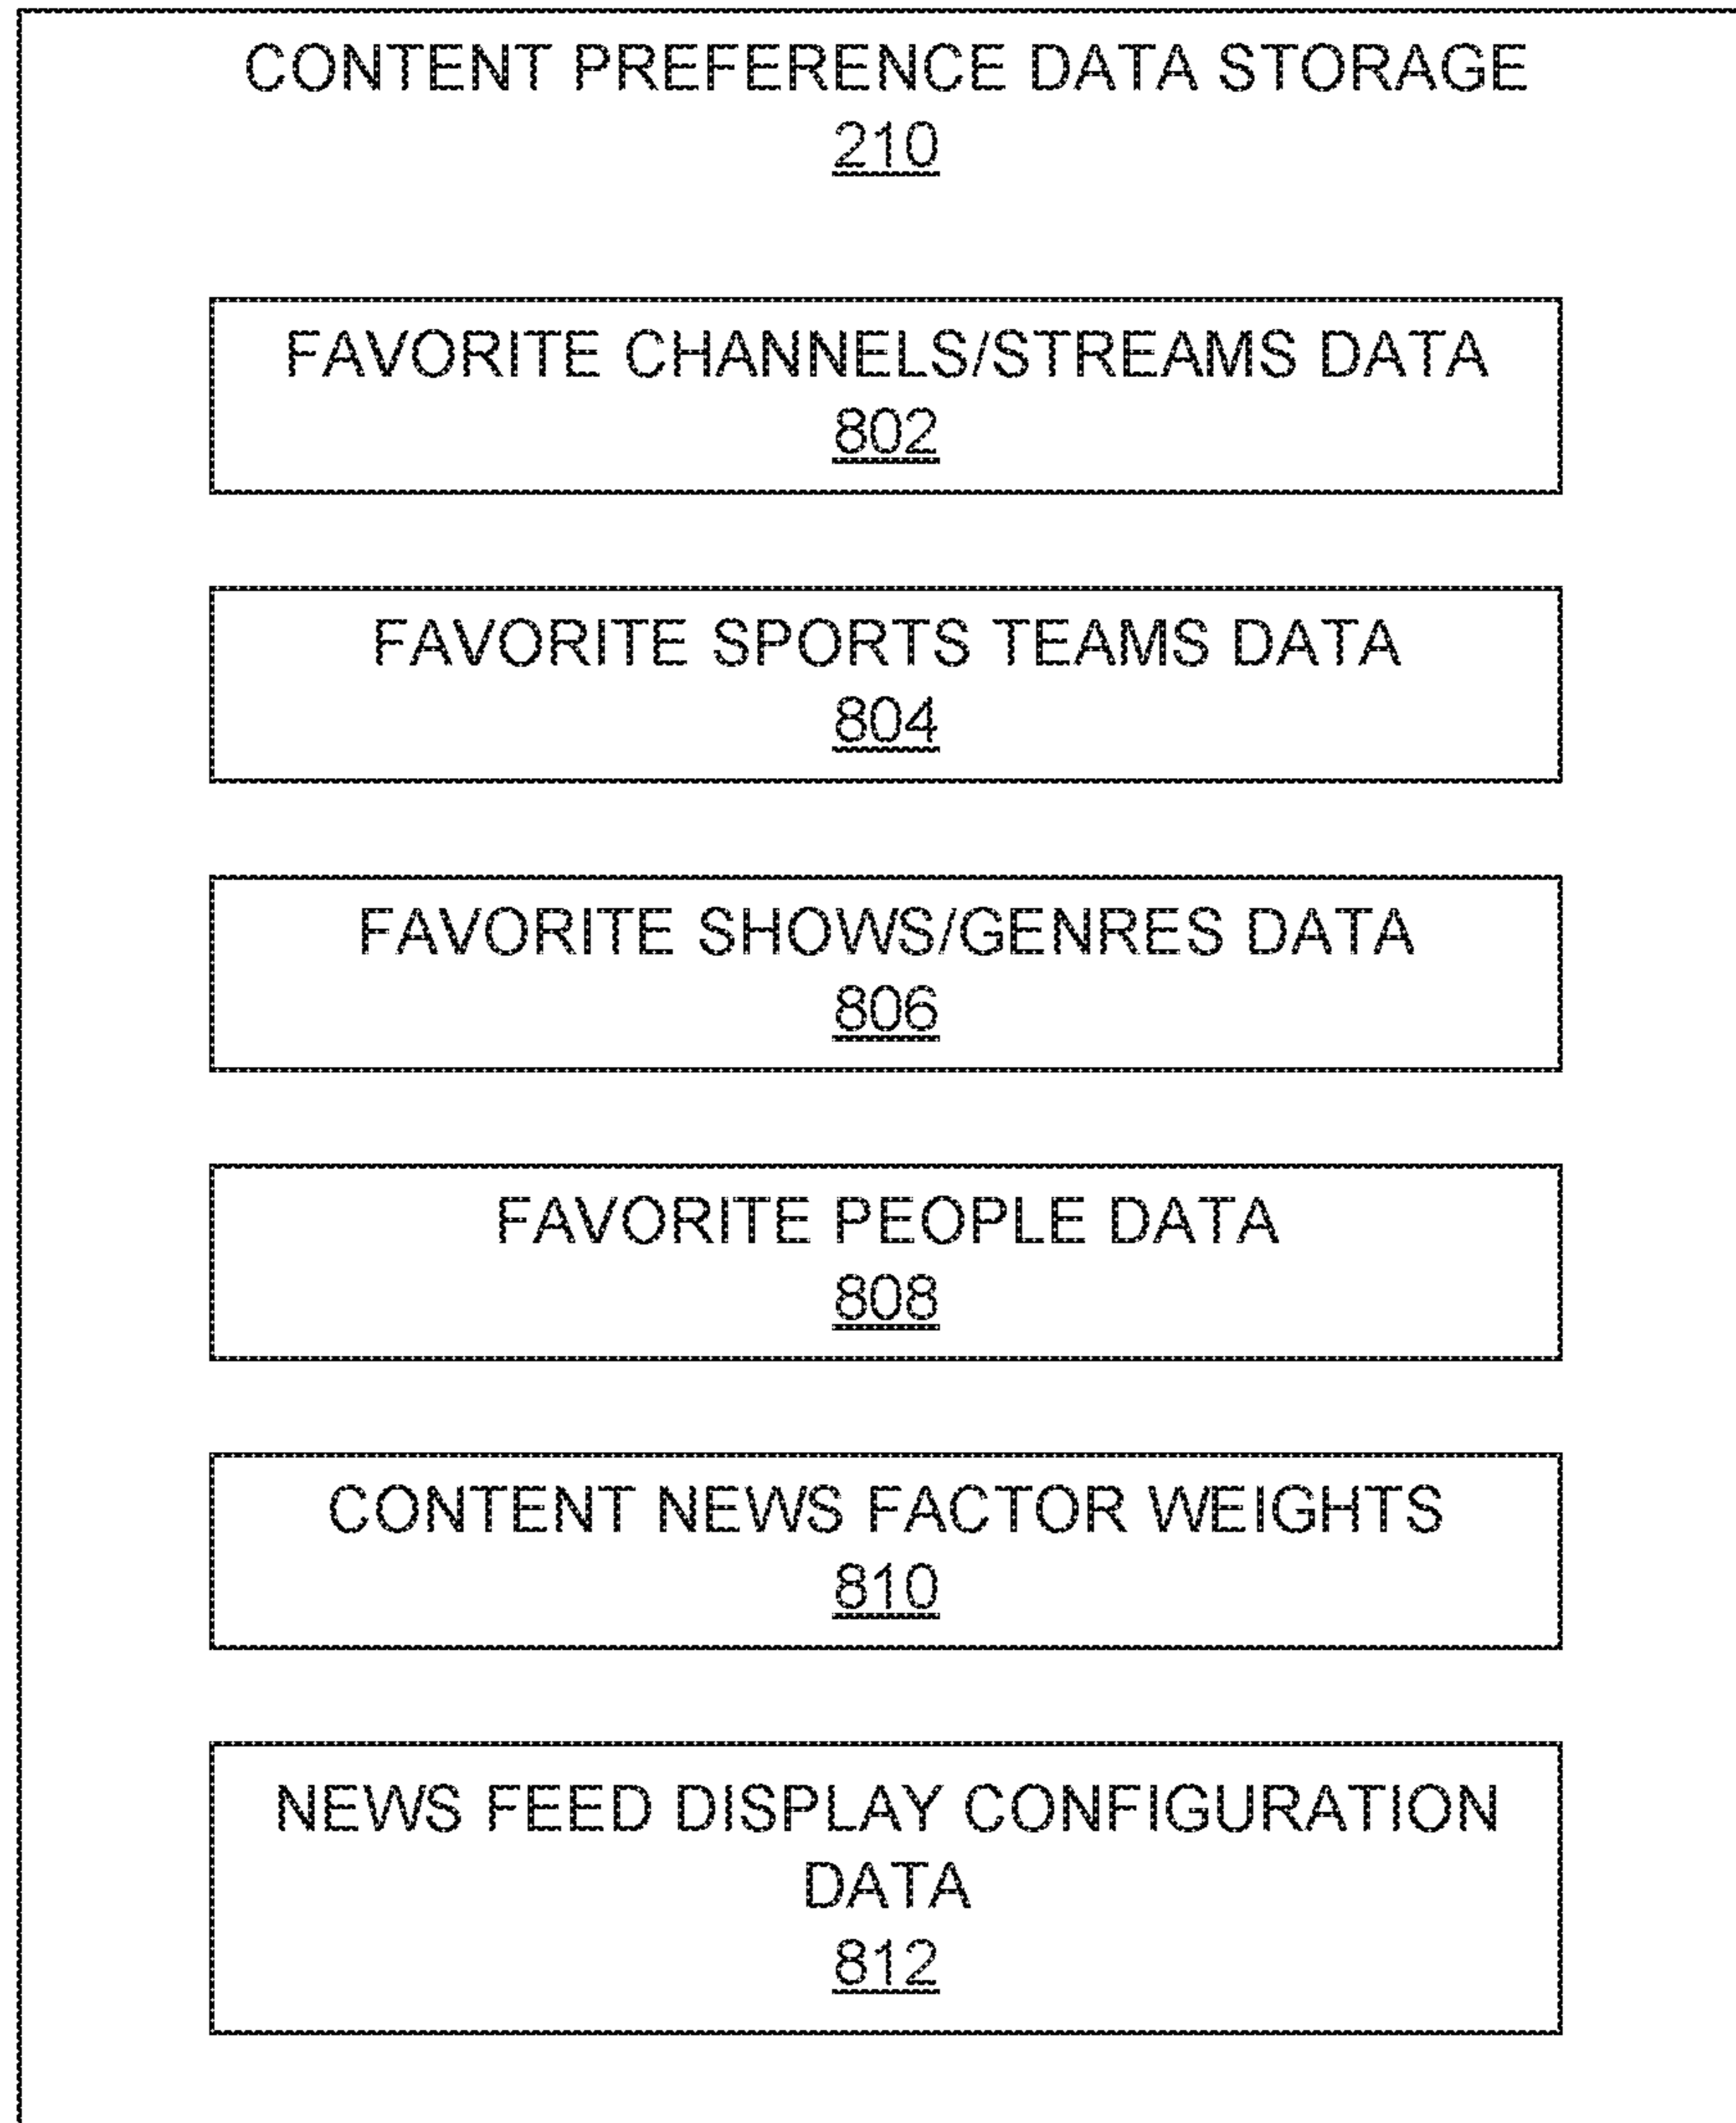 CONTENT PREFERENCE DATA STORAGE
210
FAVORITE CHANNELS/STREAMS DATA
802
FAVORITE SPORTS TEAMS DATA
804
FAVORITE SHOWS/GENRES DATA
806
FAVORITE PEOPLE DATA
808
CONTENT NEWS FACTOR WEIGHTS
810
NEWS FEED DISPLAY CONFIGURATION
DATA
812